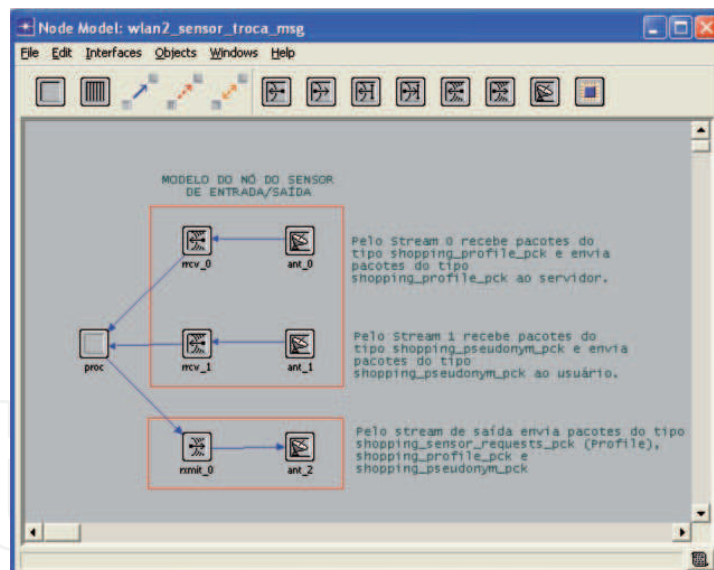 Node Model: wlan2_sensor_troca_msg
File Edit Interfaces Objects Windows Help
MODELO DO NÓ DO SENSOR
DE ENTRADA/SAÍDA
rrcv_0
ant_0
Pelo Stream 0 recebe pacotes do
tipo shopping_profile_pck e envia
pacotes do tipo
shopping_profile_pck ao servidor.
proc
rrcv_1
ant_1
Pelo Stream 1 recebe pacotes do
tipo shopping_pseudonym_pck e envia
pacotes do tipo
shopping_pseudonym_pck ao usuário.
rxmit_0
ant_2
Pelo stream de saída envia pacotes do tipo
shopping_sensor_requests_pck (Profile),
shopping_profile_pck e
shopping_pseudonym_pck